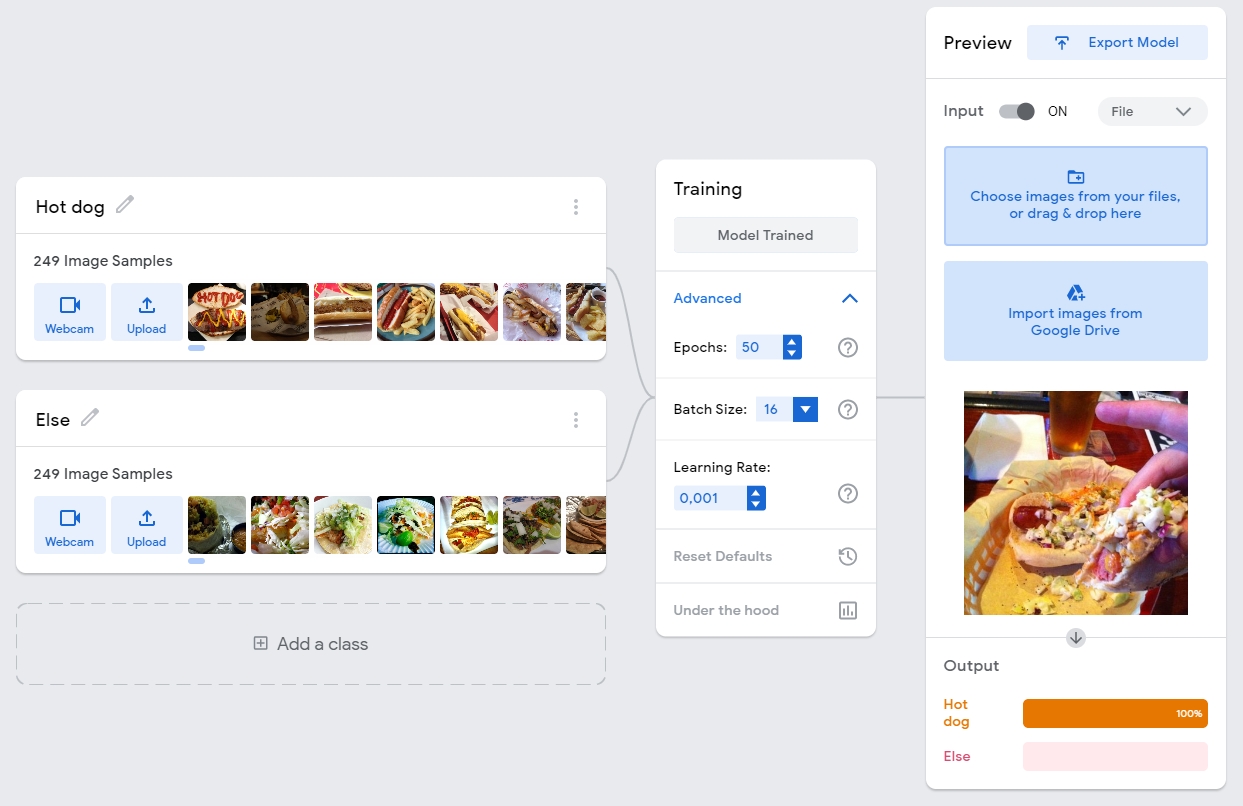 Hot dog
249 Image Samples
Webcam
Upload
HOT DOG
Else
249 Image Samples
Webcam
Upload
Add a class
Training
Model Trained
Advanced
Epochs: 50
Batch Size: 16
Learning Rate:
0,001
Reset Defaults
Under the hood
Preview
Export Model
Input
ON
File
Choose images from your files,
or drag & drop here
Import images from
Google Drive
Output
Hot
dog
100%
Else